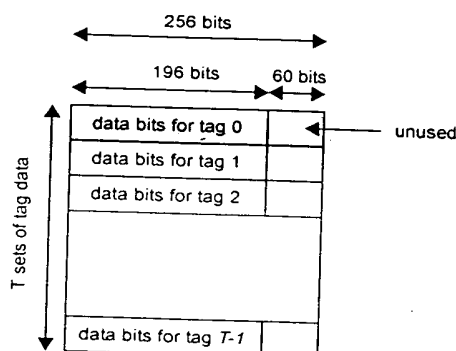 256 bits
196 bits
60 bits
data bits for tag 0
unused
data bits for tag 1
data bits for tag 2
T sets of tag data
data bits for tag T-1